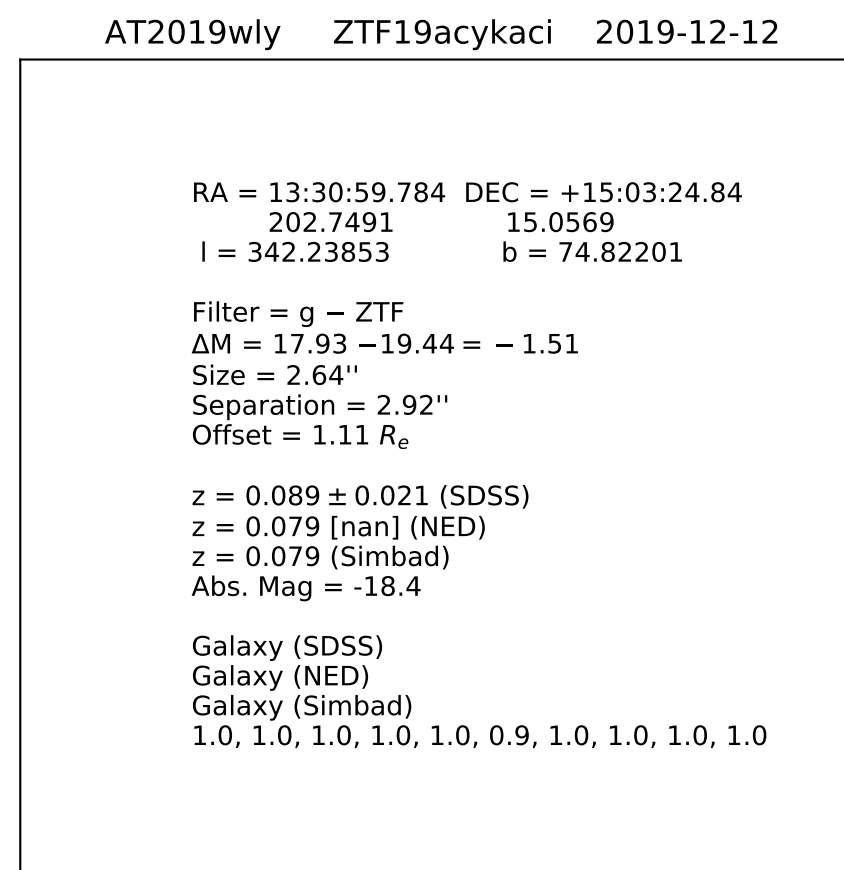 AT2019wly ZTF19acykaci 2019-12-12
RA = 13:30:59.784 DEC = +15:03:24.84
202.7491 15.0569
l = 342.23853 b = 74.82201
Filter = g − ZTF
ΔM = 17.93 −19.44 = − 1.51
Size = 2.64''
Separation = 2.92''
Offset = 1.11 Rₑ
z = 0.089 ± 0.021 (SDSS)
z = 0.079 [nan] (NED)
z = 0.079 (Simbad)
Abs. Mag = -18.4
Galaxy (SDSS)
Galaxy (NED)
Galaxy (Simbad)
1.0, 1.0, 1.0, 1.0, 1.0, 0.9, 1.0, 1.0, 1.0, 1.0